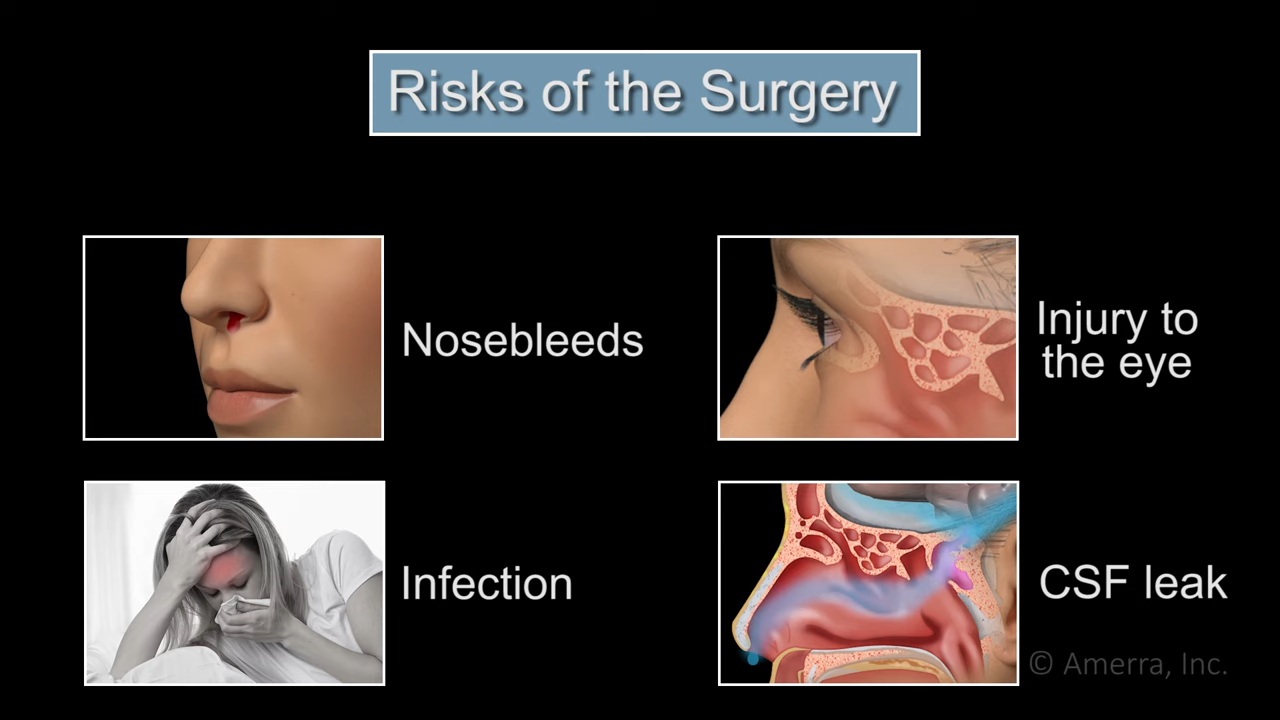 Risks of the Surgery
Nosebleeds
Injury to
the eye
Infection
CSF leak
© Amerra, Inc.